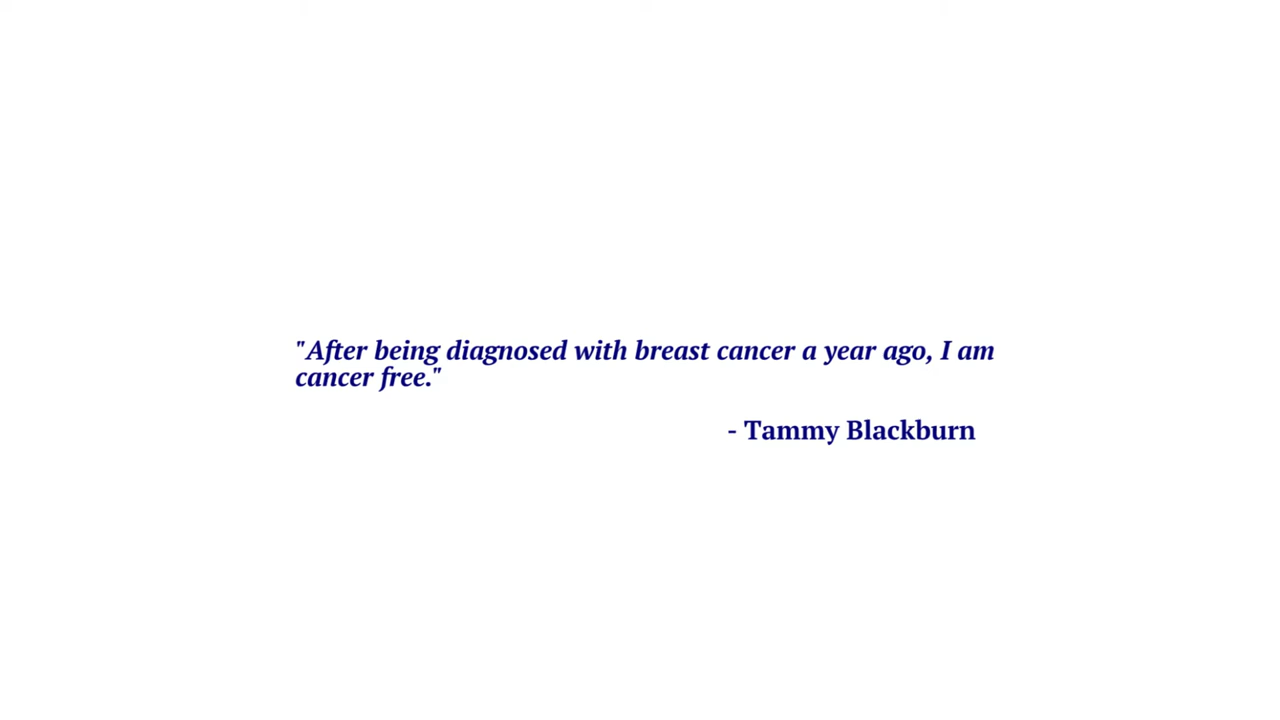 "After being diagnosed with breast cancer a year ago, I am
cancer free."
- Tammy Blackburn